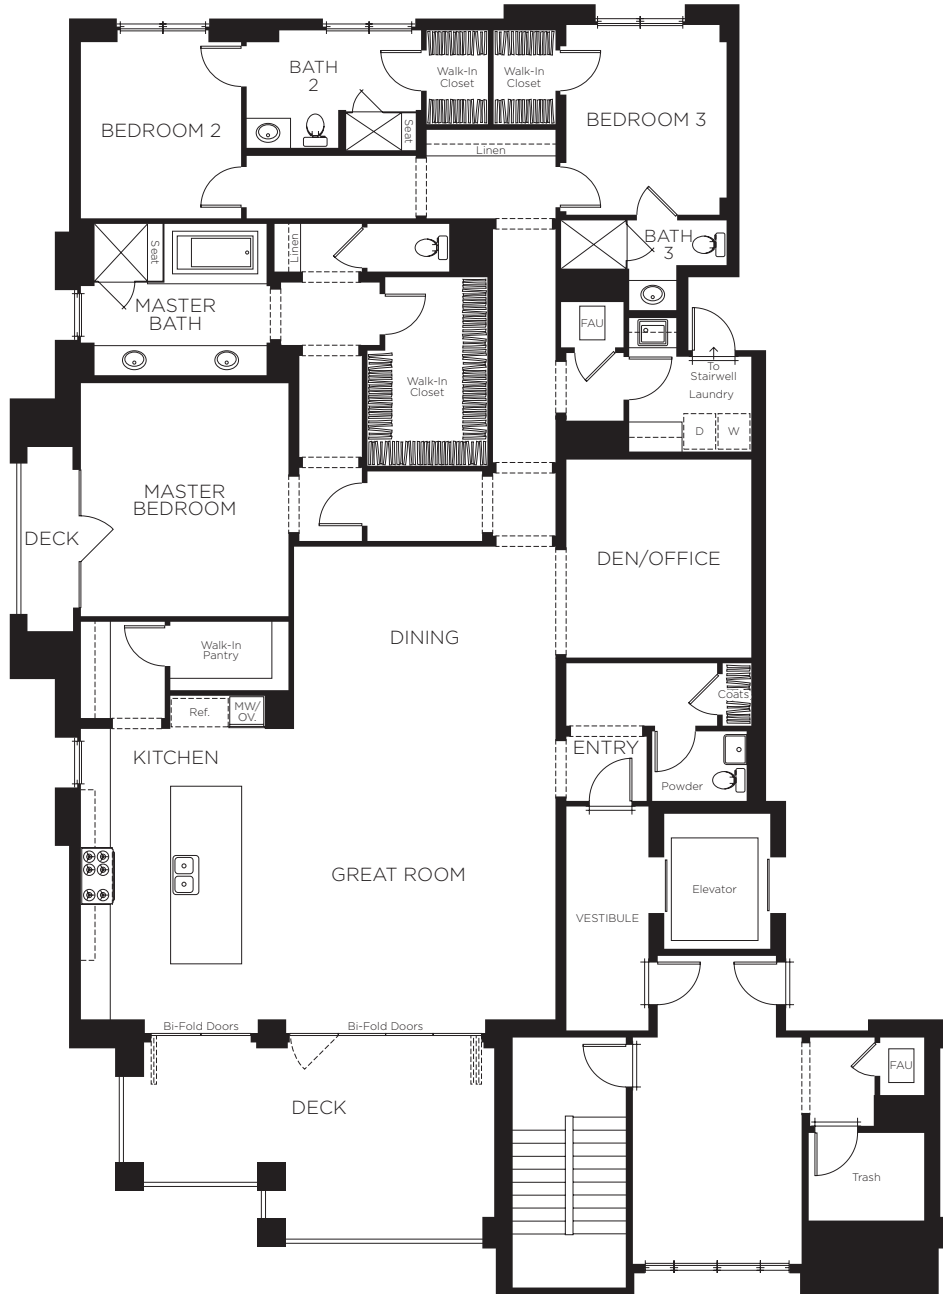 BATH
2
Walk-In
Closet
Walk-In
Closet
BEDROOM 2
Seat
BEDROOM 3
Linen
Seat
Linen
BATH
3
MASTER
BATH
FAU
To
Stairwell
Laundry
Walk-In
Closet
D
W
MASTER
BEDROOM
DECK
DEN/OFFICE
DINING
Walk-In
Pantry
Coats
Ref.
MW/
OV.
ENTRY
KITCHEN
Powder
GREAT ROOM
Elevator
VESTIBULE
Bi-Fold Doors
Bi-Fold Doors
FAU
DECK
Trash